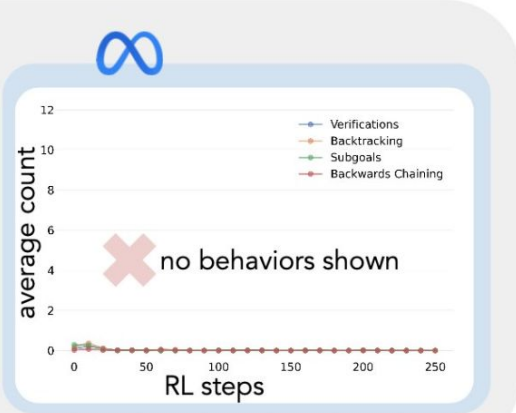 12
10
8
6
4
2
0
average count
Verifications
Backtracking
Subgoals
Backwards Chaining
no behaviors shown
0 50 100 150 200 250
RL steps